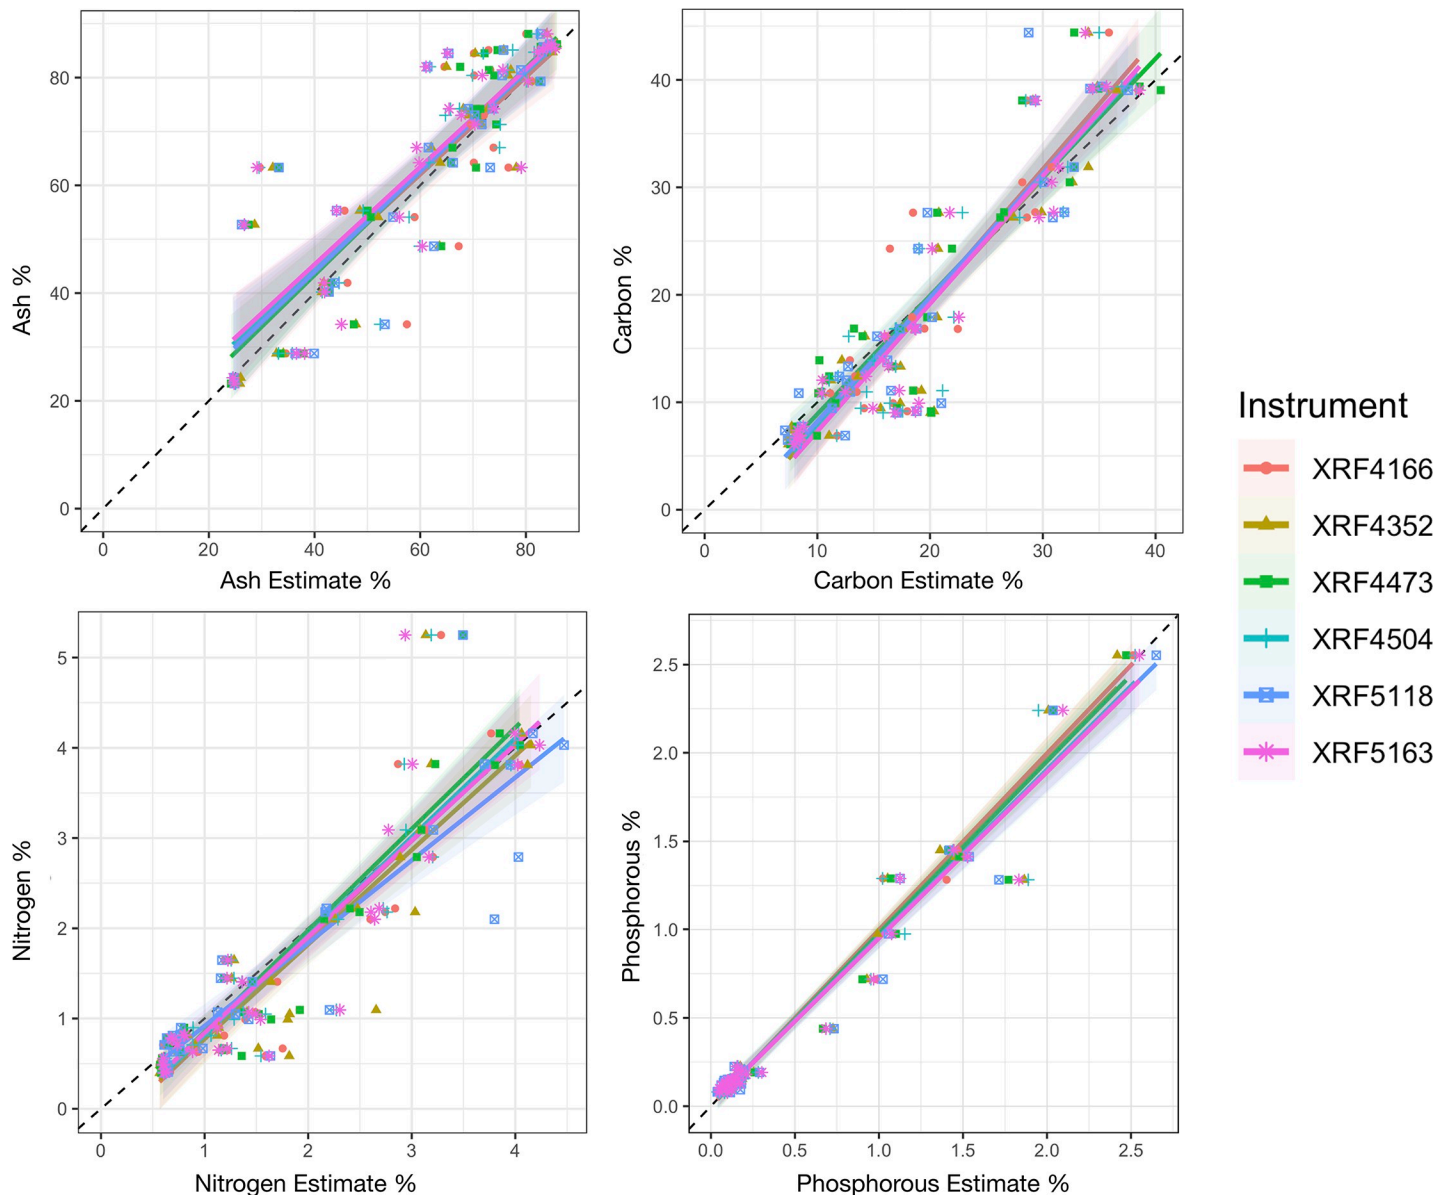 Ash %
80
60
40
20
0
0 20 40 60 80
Ash Estimate %
Carbon %
40
30
20
10
0
0 10 20 30 40
Carbon Estimate %
Nitrogen %
5
4
3
2
1
0
0 1 2 3 4
Nitrogen Estimate %
Phosphorous %
2.5
2.0
1.5
1.0
0.5
0.0
0.0 0.5 1.0 1.5 2.0 2.5
Phosphorous Estimate %
Instrument
XRF4166
XRF4352
XRF4473
XRF4504
XRF5118
XRF5163